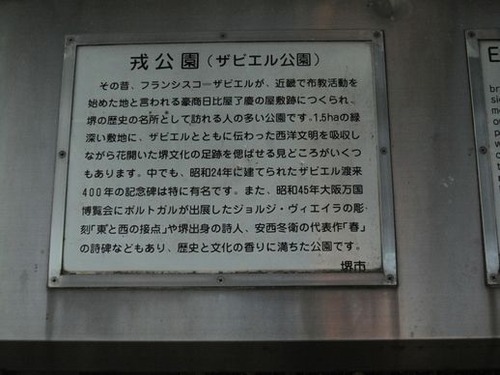 戎公園(ザビエル公園)
その昔、フランシスコ―ザビエルが、近畿で布教活動を
始めた地と言われる豪商日比屋了慶の屋敷跡につくられ、
堺の歴史の名所として訪れる人の多い公園です。1.5haの緑
深い敷地に、ザビエルとともに伝わった西洋文明を吸収し
ながら花開いた堺文化の足跡を偲ばせる見どころがいくつ
もあります。中でも、昭和24年に建てられたザビエル渡来
400年の記念碑は特に有名です。また、昭和45年大阪万国
博覧会にポルトガルが出展したジョルジ・ヴィエイラの彫
刻「東と西の接点」や堺出身の詩人、安西冬衛の代表作「春」
の詩碑などもあり、歴史と文化の香りに満ちた公園です。
堺市